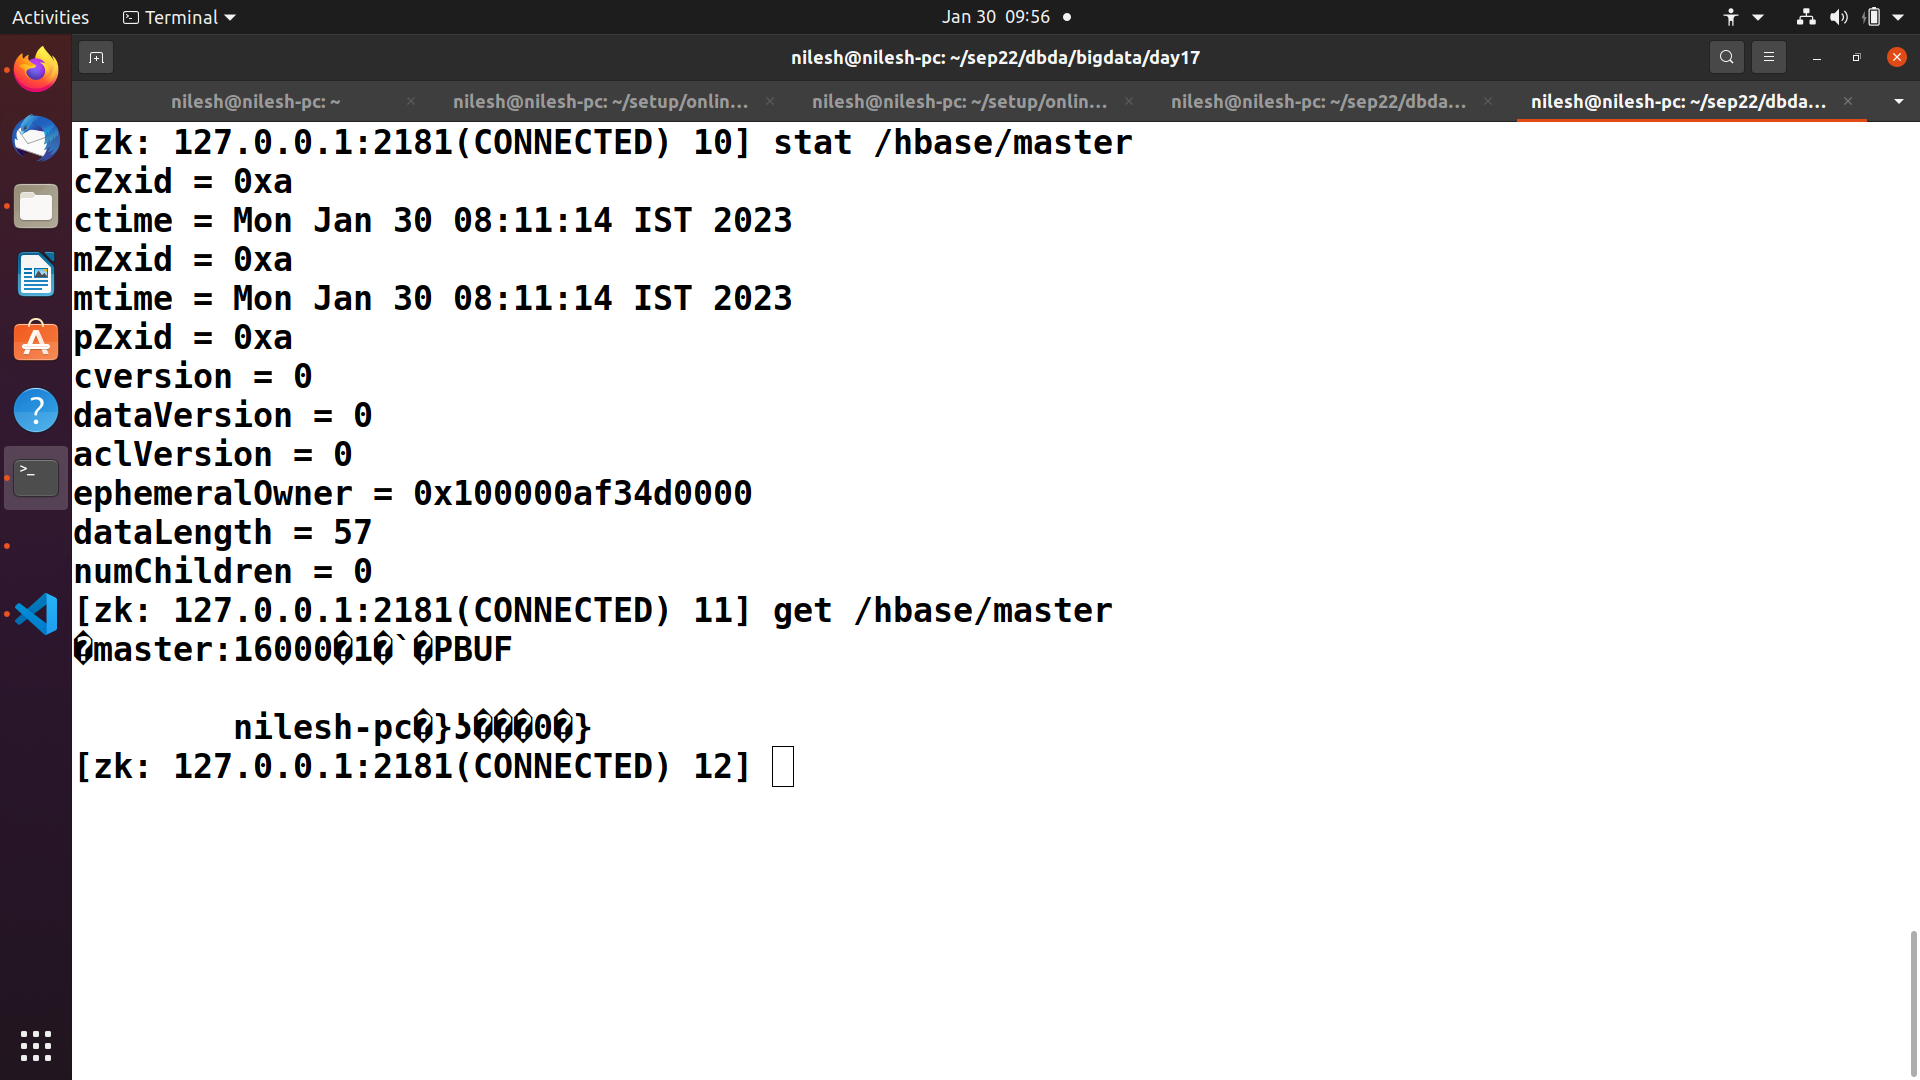 Activities
Terminal
Jan 30 09:56
nilesh@nilesh-pc: ~/sep22/dbda/bigdata/day17
nilesh@nilesh-pc: ~
nilesh@nilesh-pc: ~/setup/onlin...
nilesh@nilesh-pc: ~/setup/onlin...
nilesh@nilesh-pc: ~/sep22/dbda...
nilesh@nilesh-pc: ~/sep22/dbda...
[zk: 127.0.0.1:2181(CONNECTED) 10] stat /hbase/master
cZxid = 0xa
ctime = Mon Jan 30 08:11:14 IST 2023
mZxid = 0xa
mtime = Mon Jan 30 08:11:14 IST 2023
pZxid = 0xa
cversion = 0
dataVersion = 0
aclVersion = 0
ephemeralOwner = 0x100000af34d0000
dataLength = 57
numChildren = 0
[zk: 127.0.0.1:2181(CONNECTED) 11] get /hbase/master
�master:16000�1�`�PBUF
nilesh-pc�}ʖ���0�}
[zk: 127.0.0.1:2181(CONNECTED) 12]